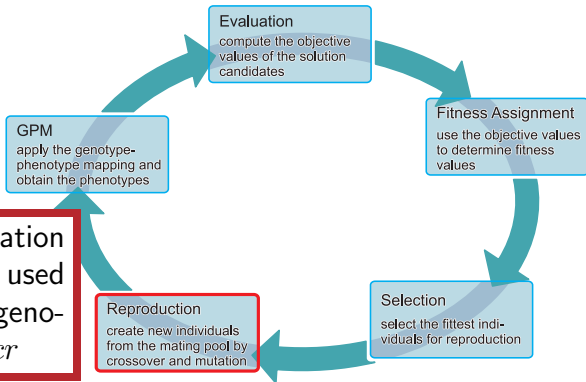 Evaluation
compute the objective
values of the solution
candidates
Fitness Assignment
use the objective values
to determine fitness
values
Selection
select the fittest indi-
viduals for reproduction
Reproduction
create new individuals
from the mating pool by
crossover and mutation
GPM
apply the genotype-
phenotype mapping and
obtain the phenotypes
ation
used
geno-
cr